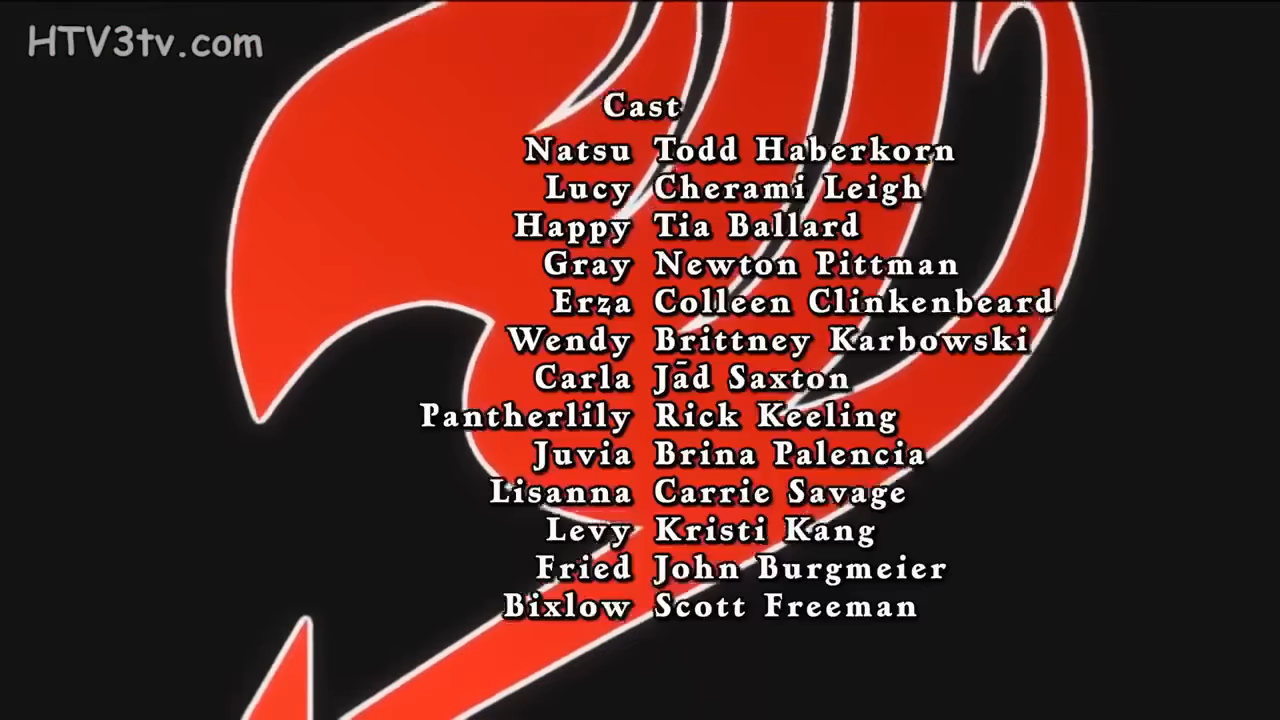 HTV3tv.com
Cast
Natsu Todd Haberkorn
Lucy Cherami Leigh
Happy Tia Ballard
Gray Newton Pittman
Erza Colleen Clinkenbeard
Wendy Brittney Karbowski
Carla Jād Saxton
Pantherlily Rick Keeling
Juvia Brina Palencia
Lisanna Carrie Savage
Levy Kristi Kang
Fried John Burgmeier
Bixlow Scott Freeman